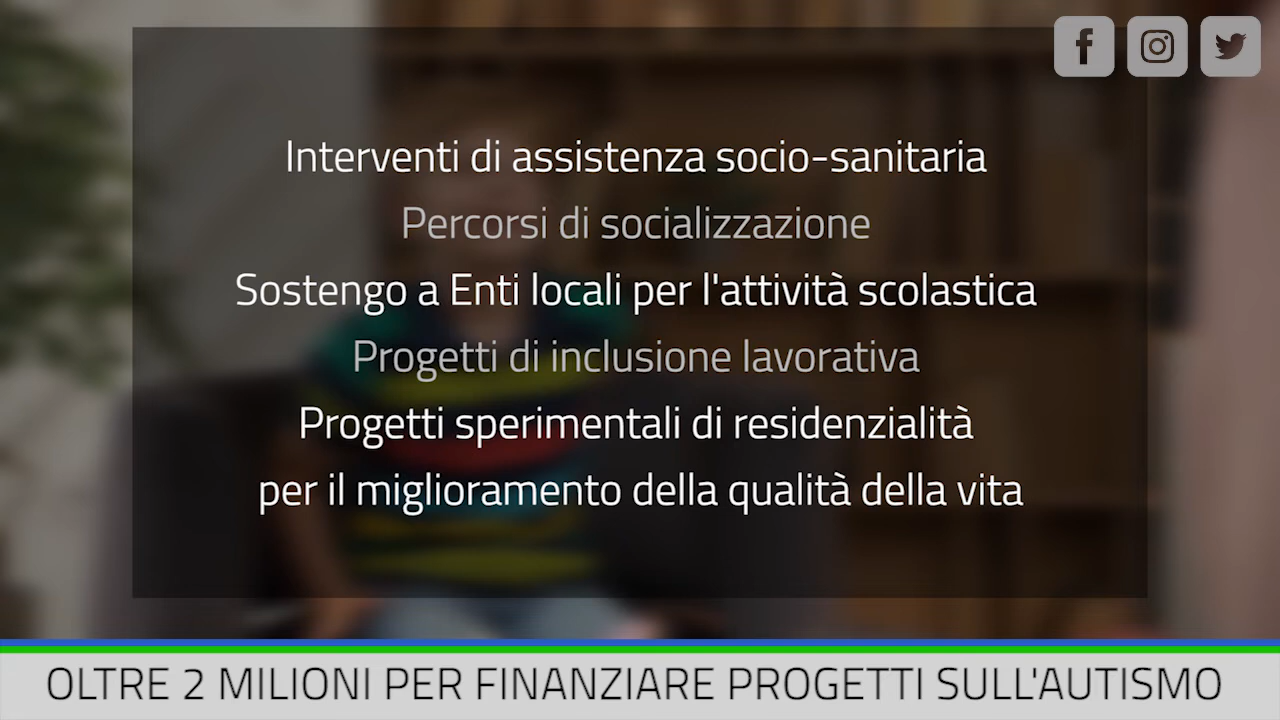 Interventi di assistenza socio-sanitaria
Percorsi di socializzazione
Sostengo a Enti locali per l'attività scolastica
Progetti di inclusione lavorativa
Progetti sperimentali di residenzialità
per il miglioramento della qualità della vita
OLTRE 2 MILIONI PER FINANZIARE PROGETTI SULL'AUTISMO